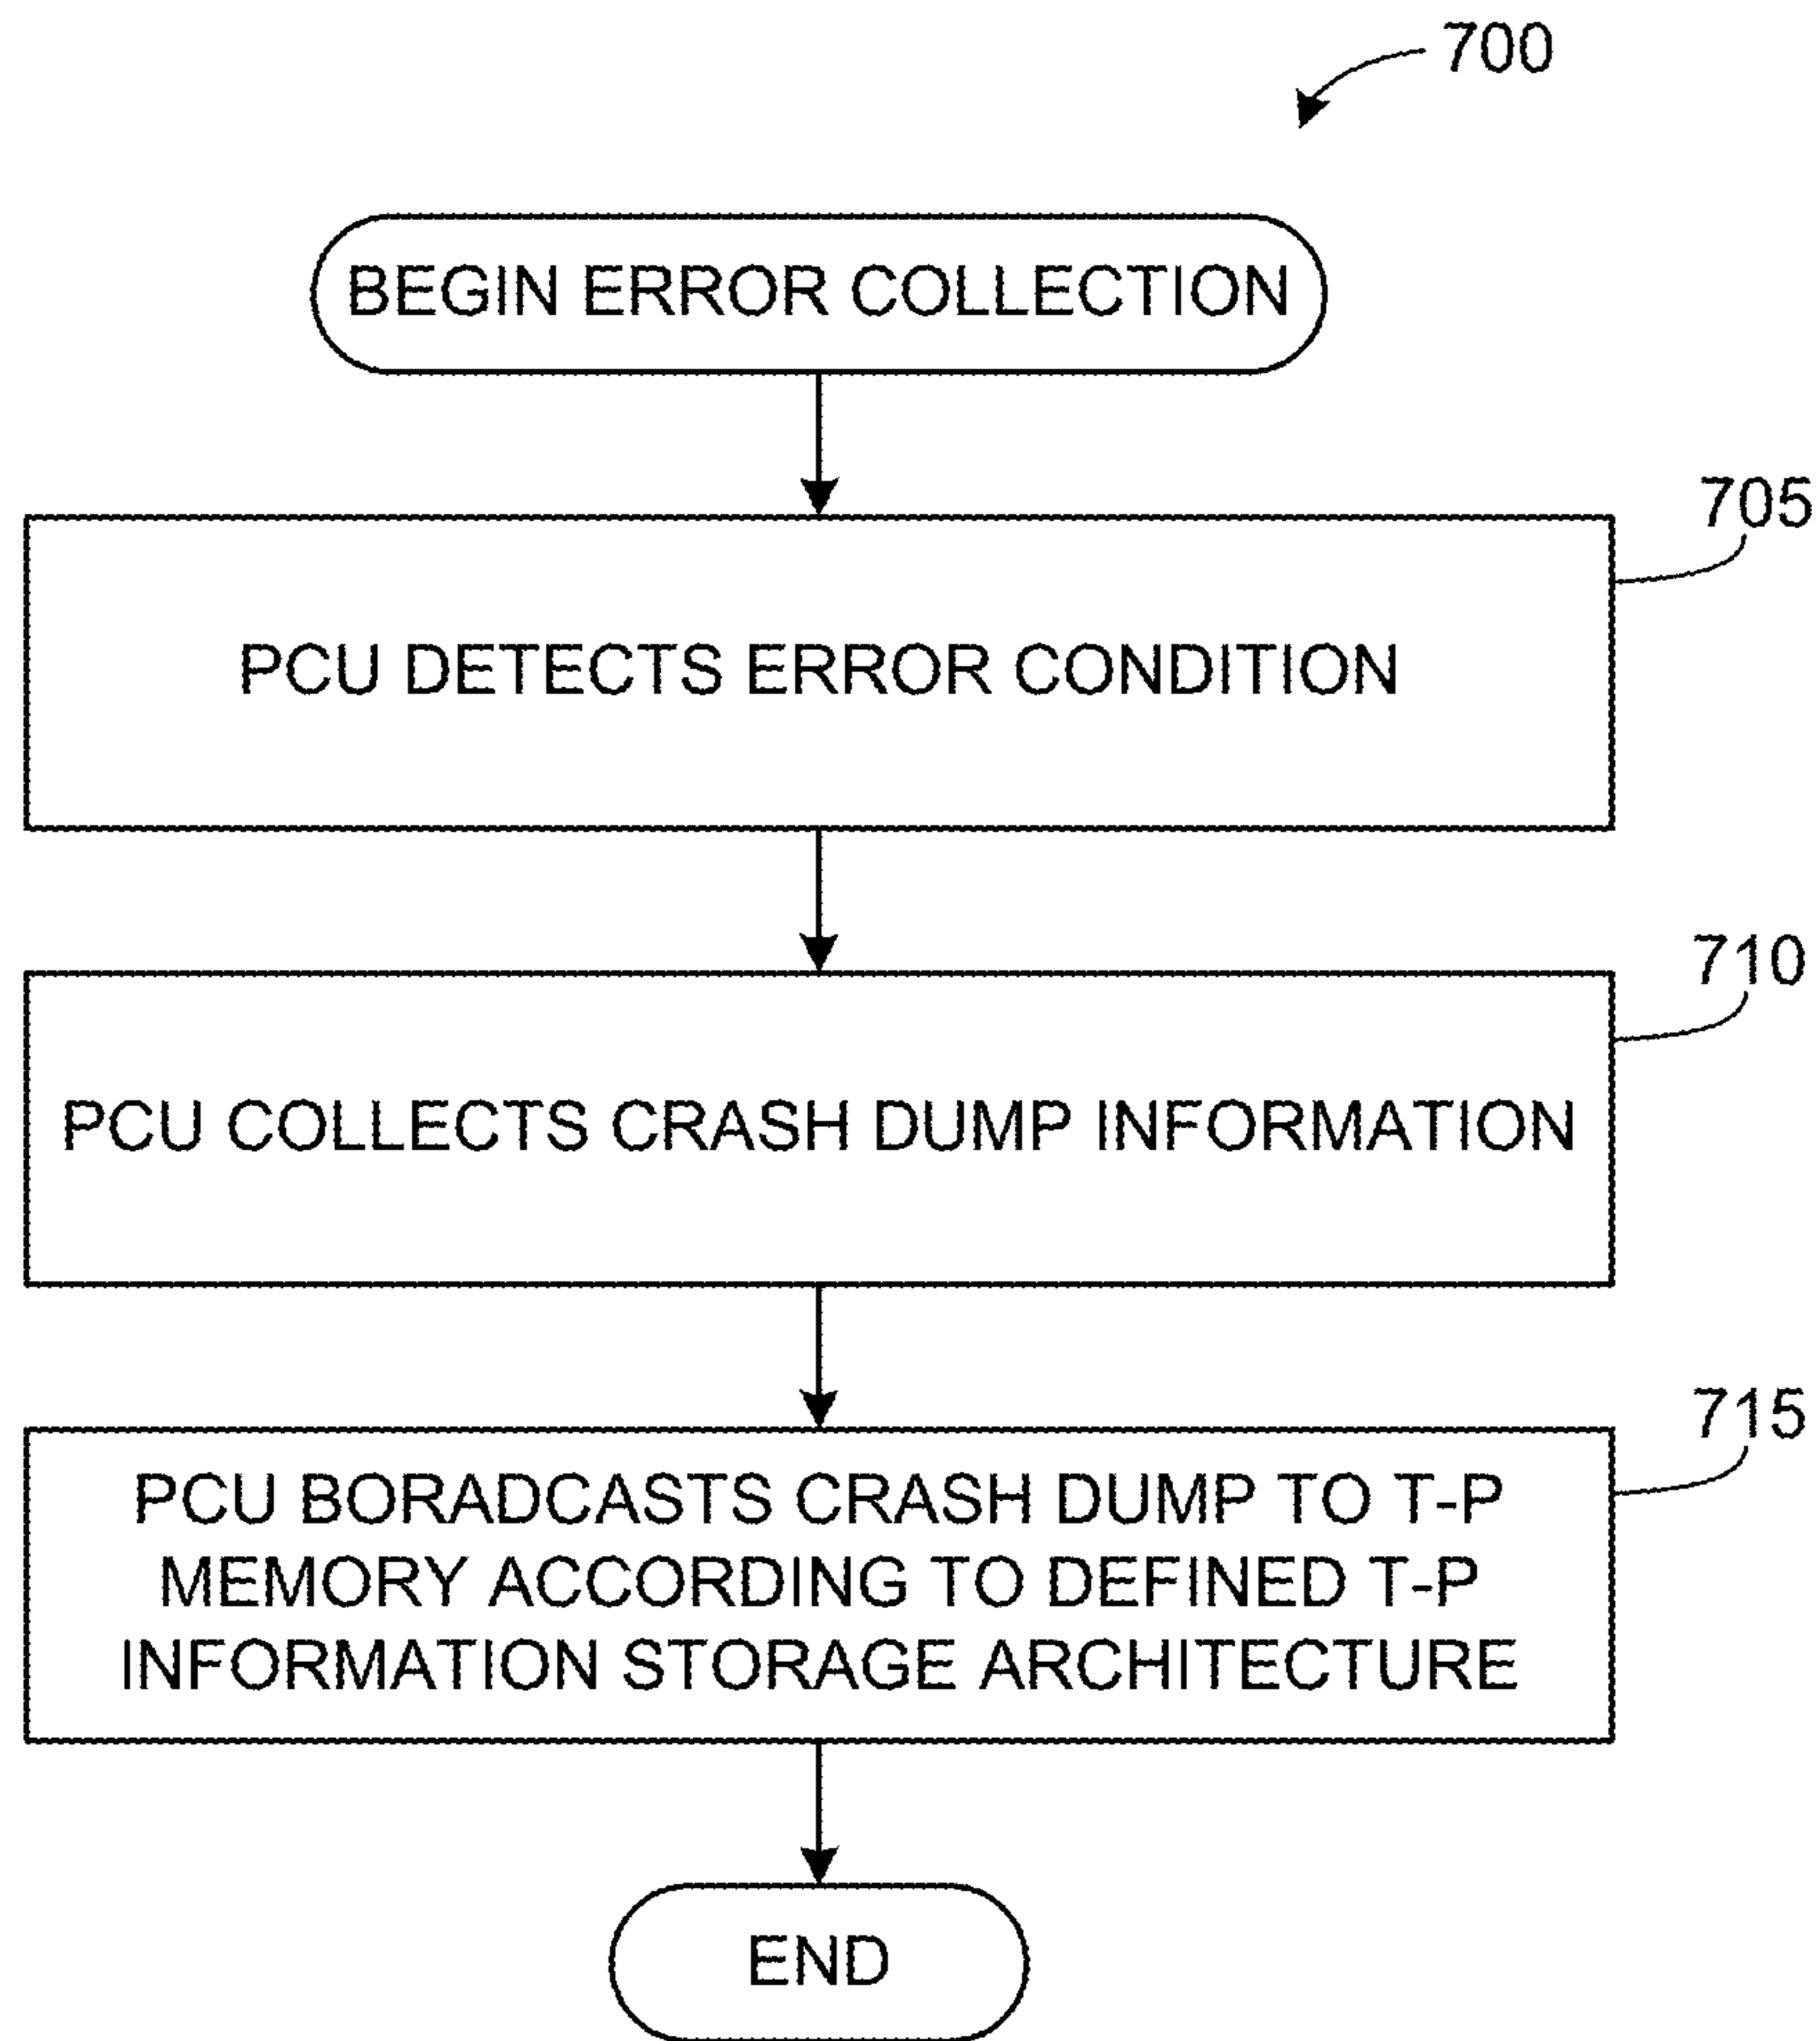 700
BEGIN ERROR COLLECTION
705
PCU DETECTS ERROR CONDITION
710
PCU COLLECTS CRASH DUMP INFORMATION
715
PCU BORADCASTS CRASH DUMP TO T-P
MEMORY ACCORDING TO DEFINED T-P
INFORMATION STORAGE ARCHITECTURE
END